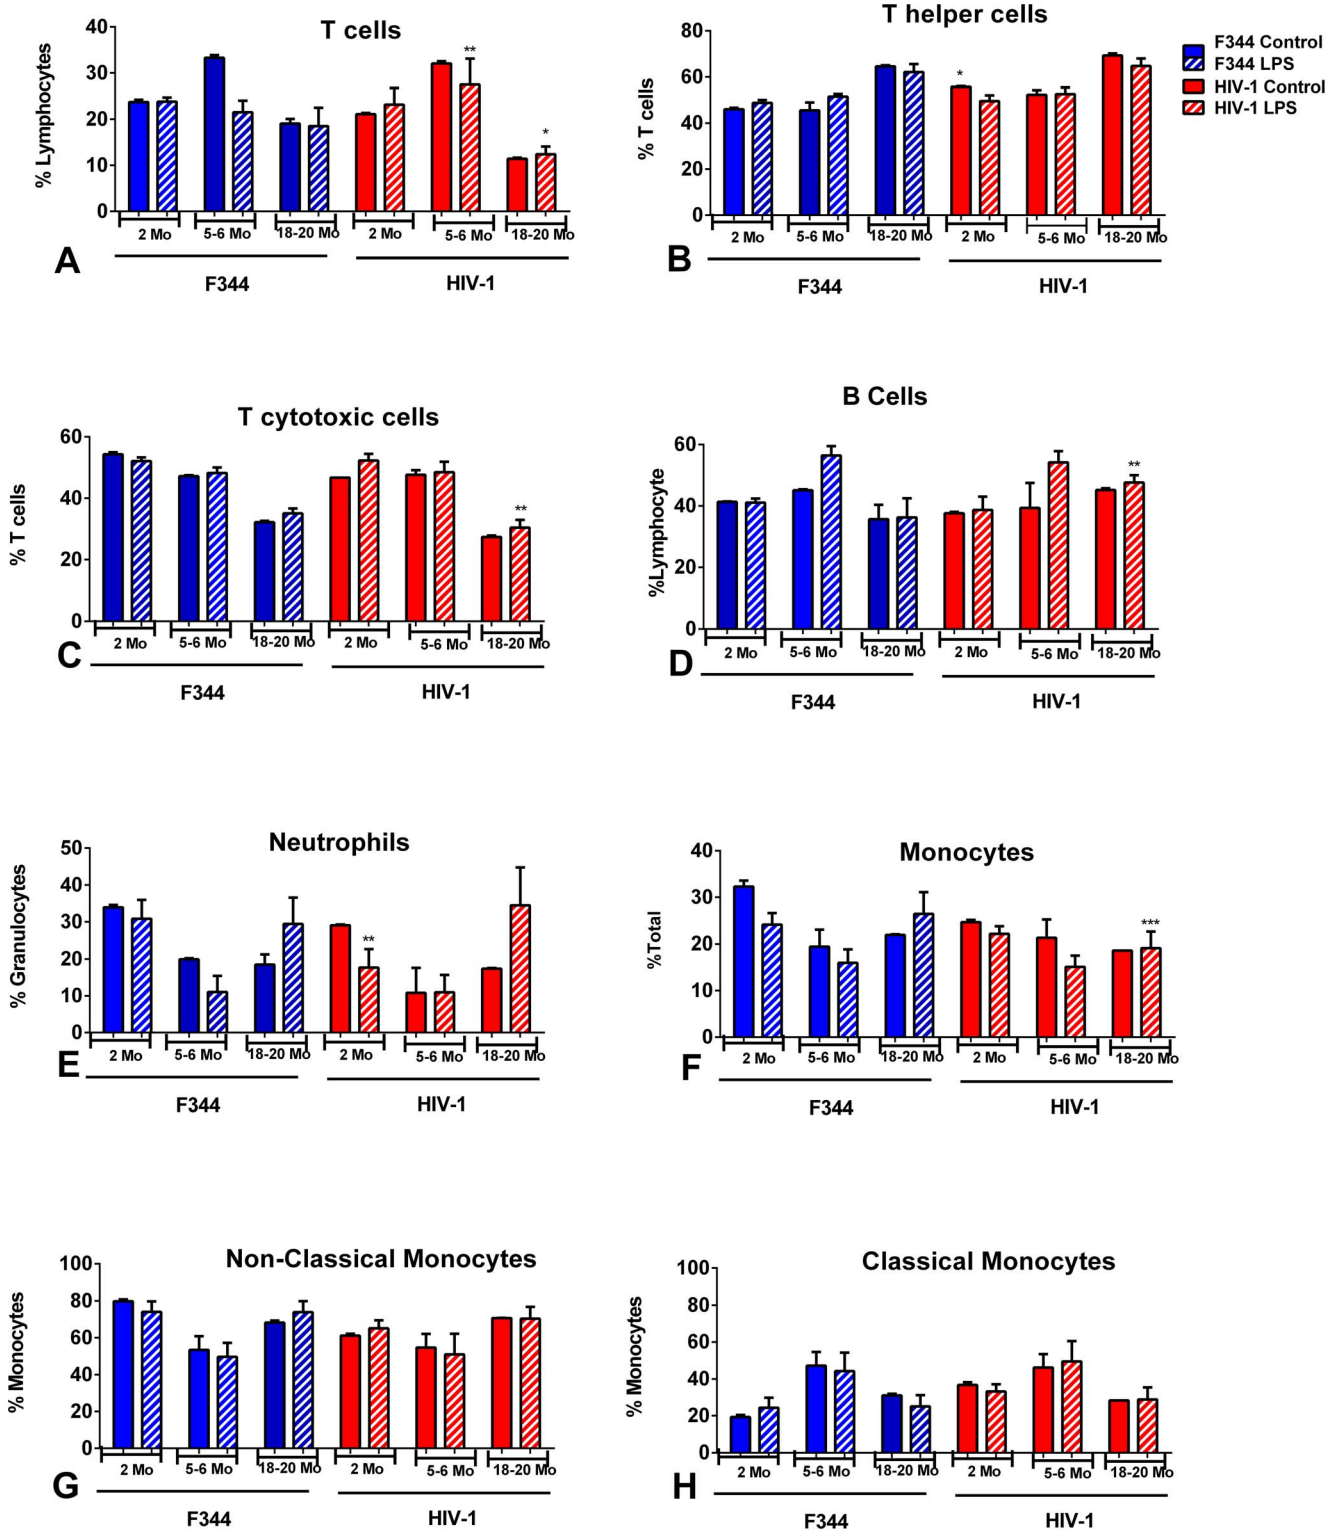 T cells
% Lymphocytes
40
30
20
10
0
**
*
2 Mo
5-6 Mo
18-20 Mo
2 Mo
5-6 Mo
18-20 Mo
A
F344
HIV-1
T helper cells
% T cells
80
60
40
20
0
*
2 Mo
5-6 Mo
18-20 Mo
2 Mo
5-6 Mo
18-20 Mo
B
F344
HIV-1
F344 Control
F344 LPS
HIV-1 Control
HIV-1 LPS
T cytotoxic cells
% T cells
60
40
20
0
**
2 Mo
5-6 Mo
18-20 Mo
2 Mo
5-6 Mo
18-20 Mo
C
F344
HIV-1
B Cells
%Lymphocyte
60
40
20
0
**
2 Mo
5-6 Mo
18-20 Mo
2 Mo
5-6 Mo
18-20 Mo
D
F344
HIV-1
Neutrophils
% Granulocytes
50
40
30
20
10
0
**
2 Mo
5-6 Mo
18-20 Mo
2 Mo
5-6 Mo
18-20 Mo
E
F344
HIV-1
Monocytes
%Total
40
30
20
10
0
***
2 Mo
5-6 Mo
18-20 Mo
2 Mo
5-6 Mo
18-20 Mo
F
F344
HIV-1
Non-Classical Monocytes
% Monocytes
100
80
60
40
20
0
2 Mo
5-6 Mo
18-20 Mo
2 Mo
5-6 Mo
18-20 Mo
G
F344
HIV-1
Classical Monocytes
% Monocytes
100
80
60
40
20
0
2 Mo
5-6 Mo
18-20 Mo
2 Mo
5-6 Mo
18-20 Mo
H
F344
HIV-1